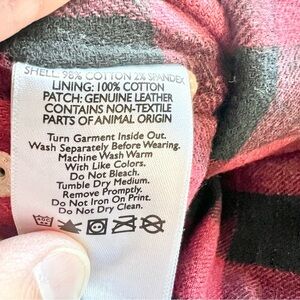 SHELL: 98% COTTON 2% SPANDEX
LINING: 100% COTTON
PATCH: GENUINE LEATHER
CONTAINS NON-TEXTILE
PARTS OF ANIMAL ORIGIN
Turn Garment Inside Out.
Wash Separately Before Wearing.
Machine Wash Warm
With Like Colors.
Do Not Bleach.
Tumble Dry Medium.
Remove Promptly.
Do Not Iron On Print.
Do Not Dry Clean.